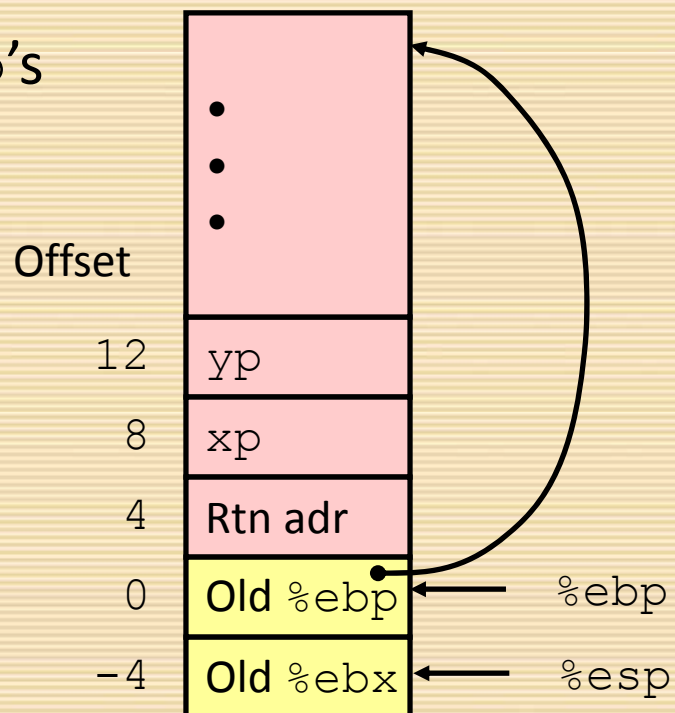 's
Offset
12 yp
8 xp
4 Rtn adr
0 Old %ebp %ebp
-4 Old %ebx %esp